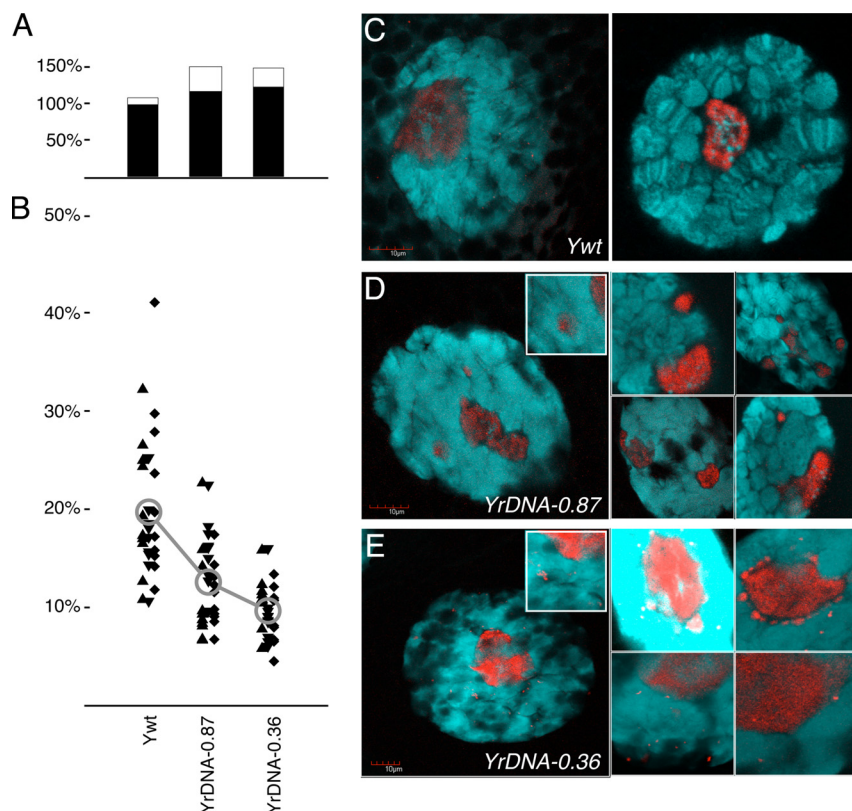 A
150%
100%
50%
B
50%
40%
30%
20%
10%
Ywt
YrDNA-0.87
YrDNA-0.36
C
10μm
Ywt
D
10μm
YrDNA-0.87
E
10μm
YrDNA-0.36